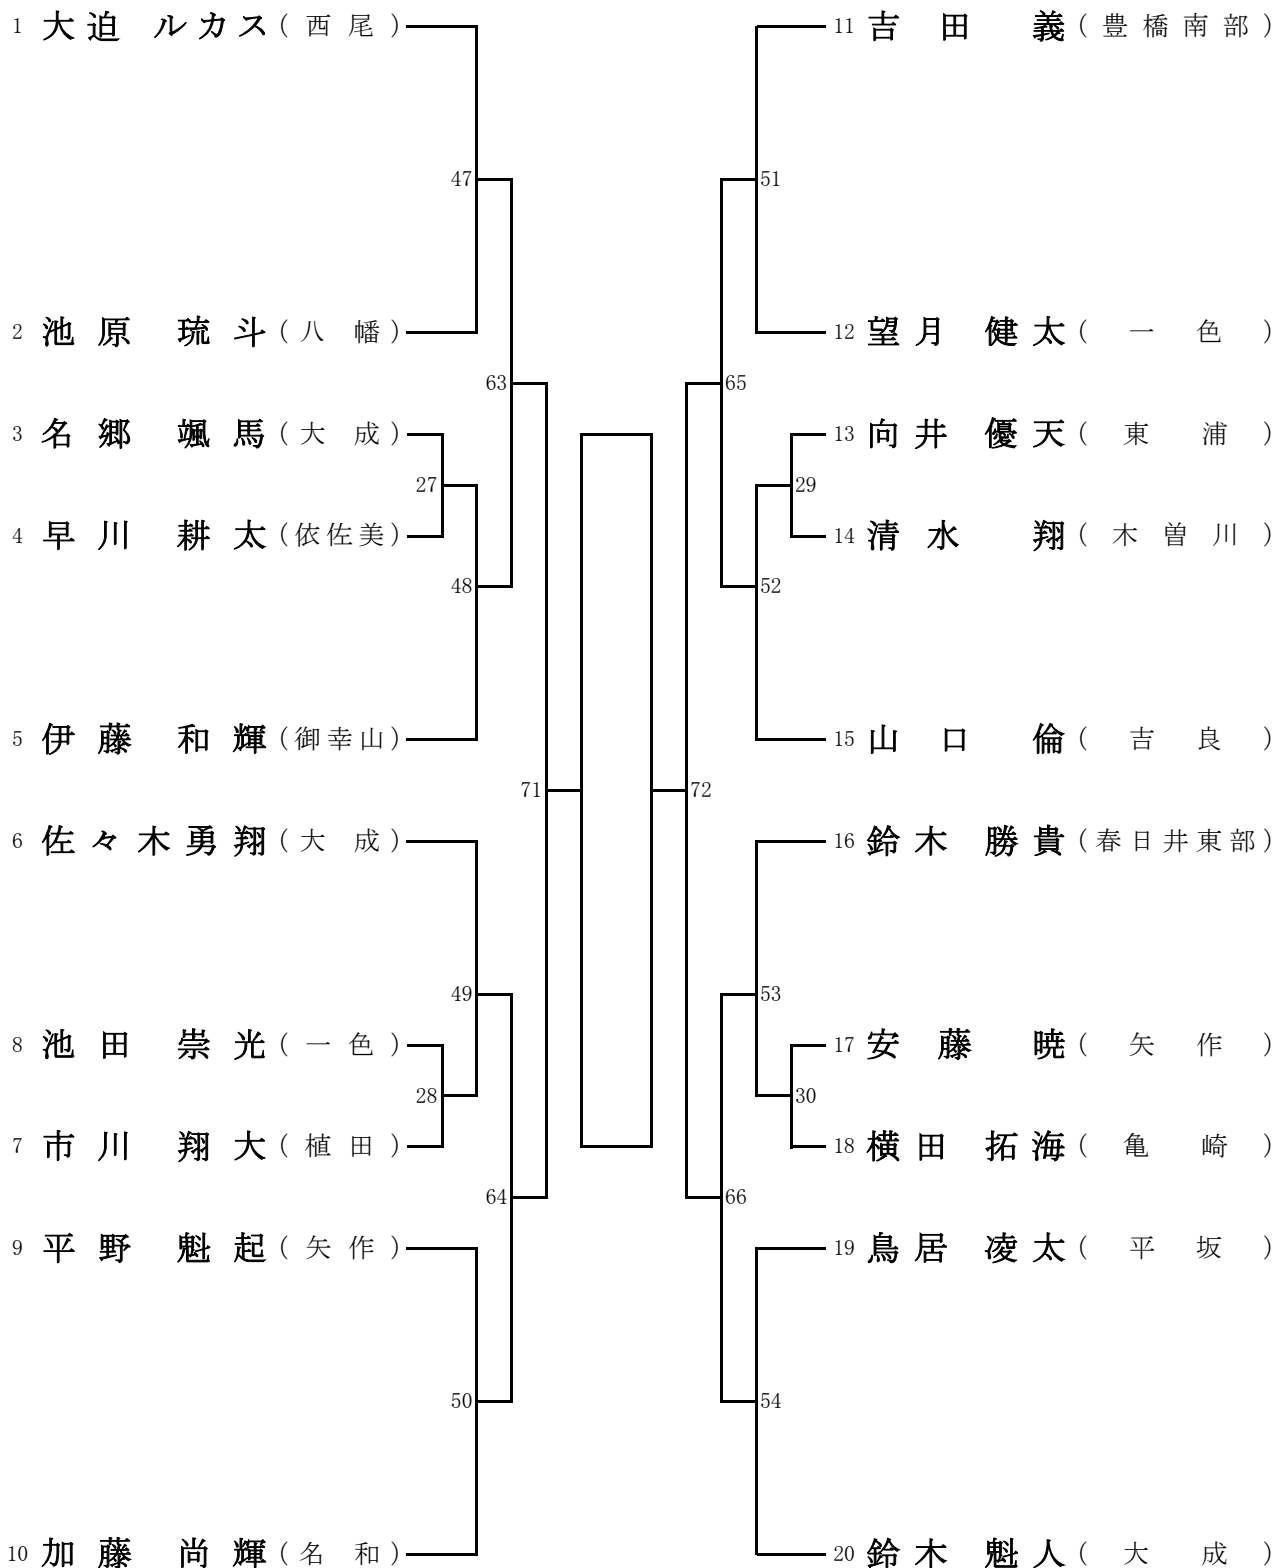 1 大迫 ルカス (西尾)
47
2 池原 琉斗 (八幡)
63
3 名郷 颯馬 (大成)
27
4 早川 耕太 (依佐美)
48
5 伊藤 和輝 (御幸山)
71
6 佐々木勇翔 (大成)
49
8 池田 崇光 (一色)
28
7 市川 翔大 (植田)
64
9 平野 魁起 (矢作)
50
10 加藤 尚輝 (名和)
11 吉田 義 (豊橋南部)
51
12 望月 健太 (一色)
65
13 向井 優天 (東浦)
29
14 清水 翔 (木曽川)
52
15 山口 倫 (吉良)
72
16 鈴木 勝貴 (春日井東部)
53
17 安藤 暁 (矢作)
30
18 横田 拓海 (亀崎)
66
19 鳥居 凌太 (平坂)
54
20 鈴木 魁人 (大成)